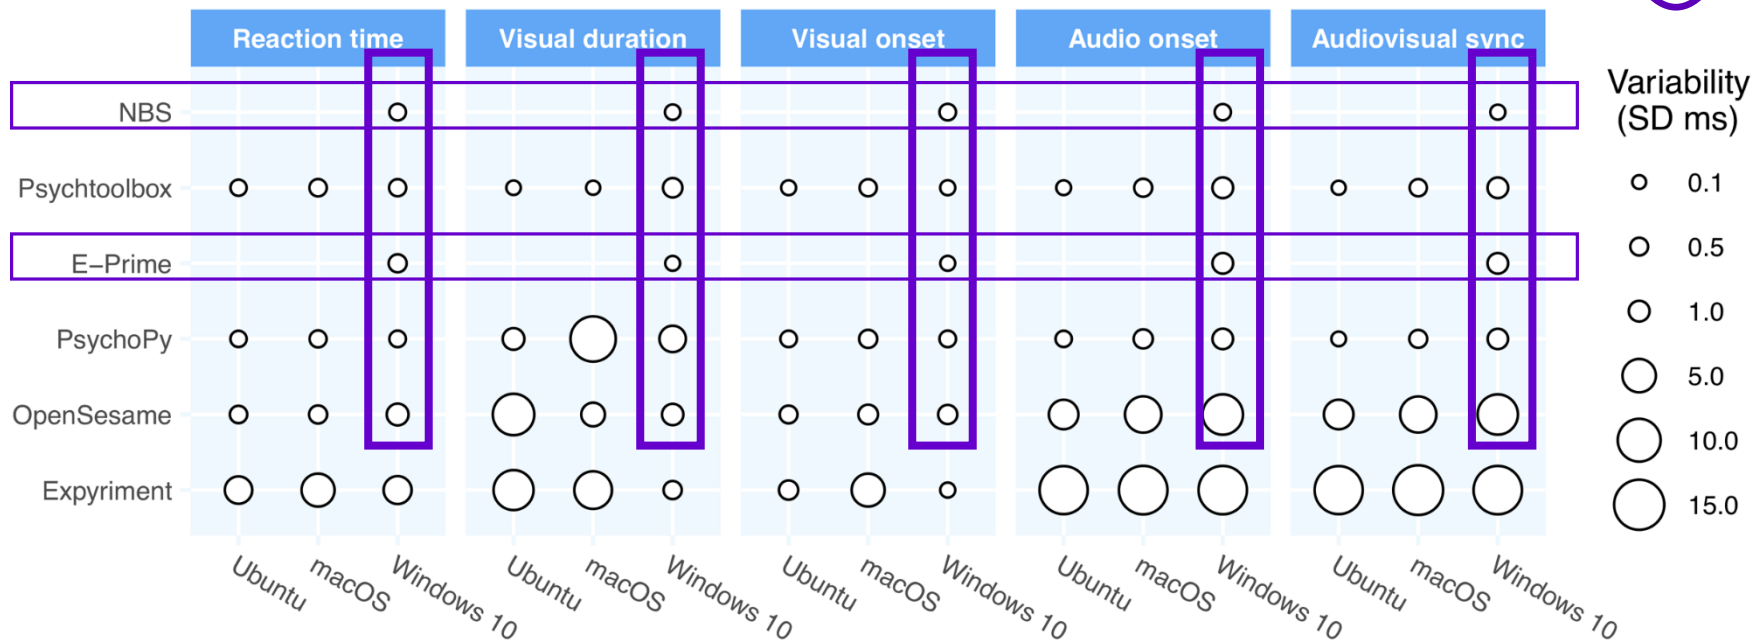 Reaction time
Visual duration
Visual onset
Audio onset
Audiovisual sync
Variability
(SD ms)
NBS
Psychtoolbox
E−Prime
PsychoPy
OpenSesame
Expyriment
0.1
0.5
1.0
5.0
10.0
15.0
Ubuntu
macOS
Windows 10
Ubuntu
macOS
Windows 10
Ubuntu
macOS
Windows 10
Ubuntu
macOS
Windows 10
Ubuntu
macOS
Windows 10